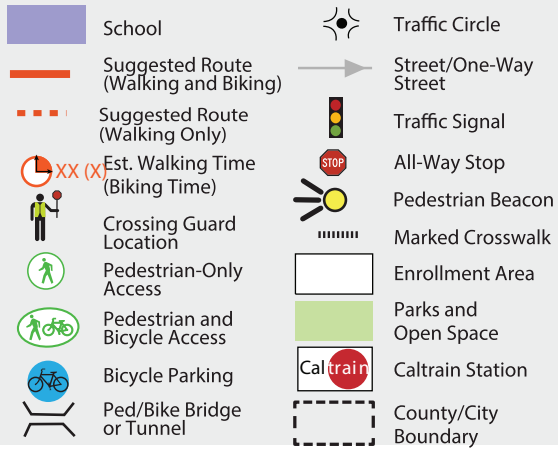 School
Suggested Route
(Walking and Biking)
Suggested Route
(Walking Only)
XX (X)
Est. Walking Time
(Biking Time)
Crossing Guard
Location
Pedestrian-Only
Access
Pedestrian and
Bicycle Access
Bicycle Parking
Ped/Bike Bridge
or Tunnel
Traffic Circle
Street/One-Way
Street
Traffic Signal
STOP
All-Way Stop
Pedestrian Beacon
Marked Crosswalk
Enrollment Area
Parks and
Open Space
Caltrain
Caltrain Station
County/City
Boundary